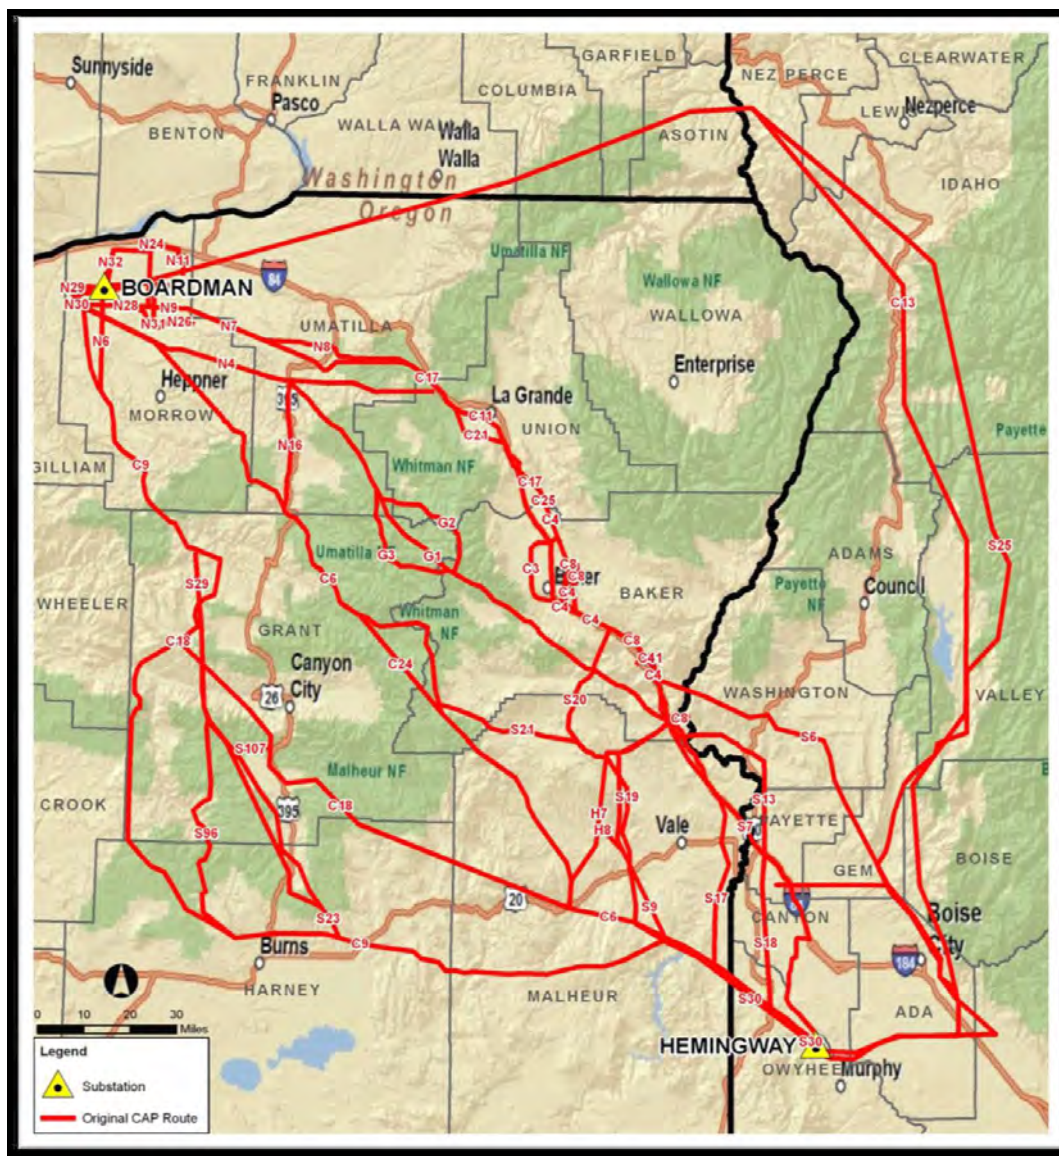 GARFIELD
CLEARWATER
NEZ PERCE
Sunnyside
FRANKLIN
COLUMBIA
Pasco
LEWIS
Nezperce
BENTON
WALLA WALLA
Walla
Walla
ASOTIN
Washington
Oregon
IDAHO
N24
N32
N11
Umatilla NF
84
Wallowa NF
N29
BOARDMAN
C13
N30
N28
N9
WALLOWA
N31
N26
N7
UMATILLA
N6
N8
N4
Enterprise
Heppner
C17
395
La Grande
MORROW
C11
UNION
Payette
N16
C21
GILLIAM
C9
Whitman NF
C17
C25
G2
C4
S25
Umatilla NF
G3
G1
ADAMS
S29
C3
C8
C8
C6
Baker
BAKER
Payette
NF
Council
WHEELER
C4
C4
Whitman
NF
C4
GRANT
C8
C18
C24
C41
Canyon
City
C4
WASHINGTON
VALLEY
26
S20
C8
S21
S6
S107
Malheur NF
S19
S13
CROOK
C18
395
H7
H8
Vale
S7
PAYETTE
S96
GEM
BOISE
20
S17
84
CANYON
Boise
City
S23
C6
S9
Burns
C9
S18
184
HARNEY
MALHEUR
S30
ADA
0 10 20 30
Miles
HEMINGWAY
S30
OWYHEE
Murphy
Legend
Substation
Original CAP Route